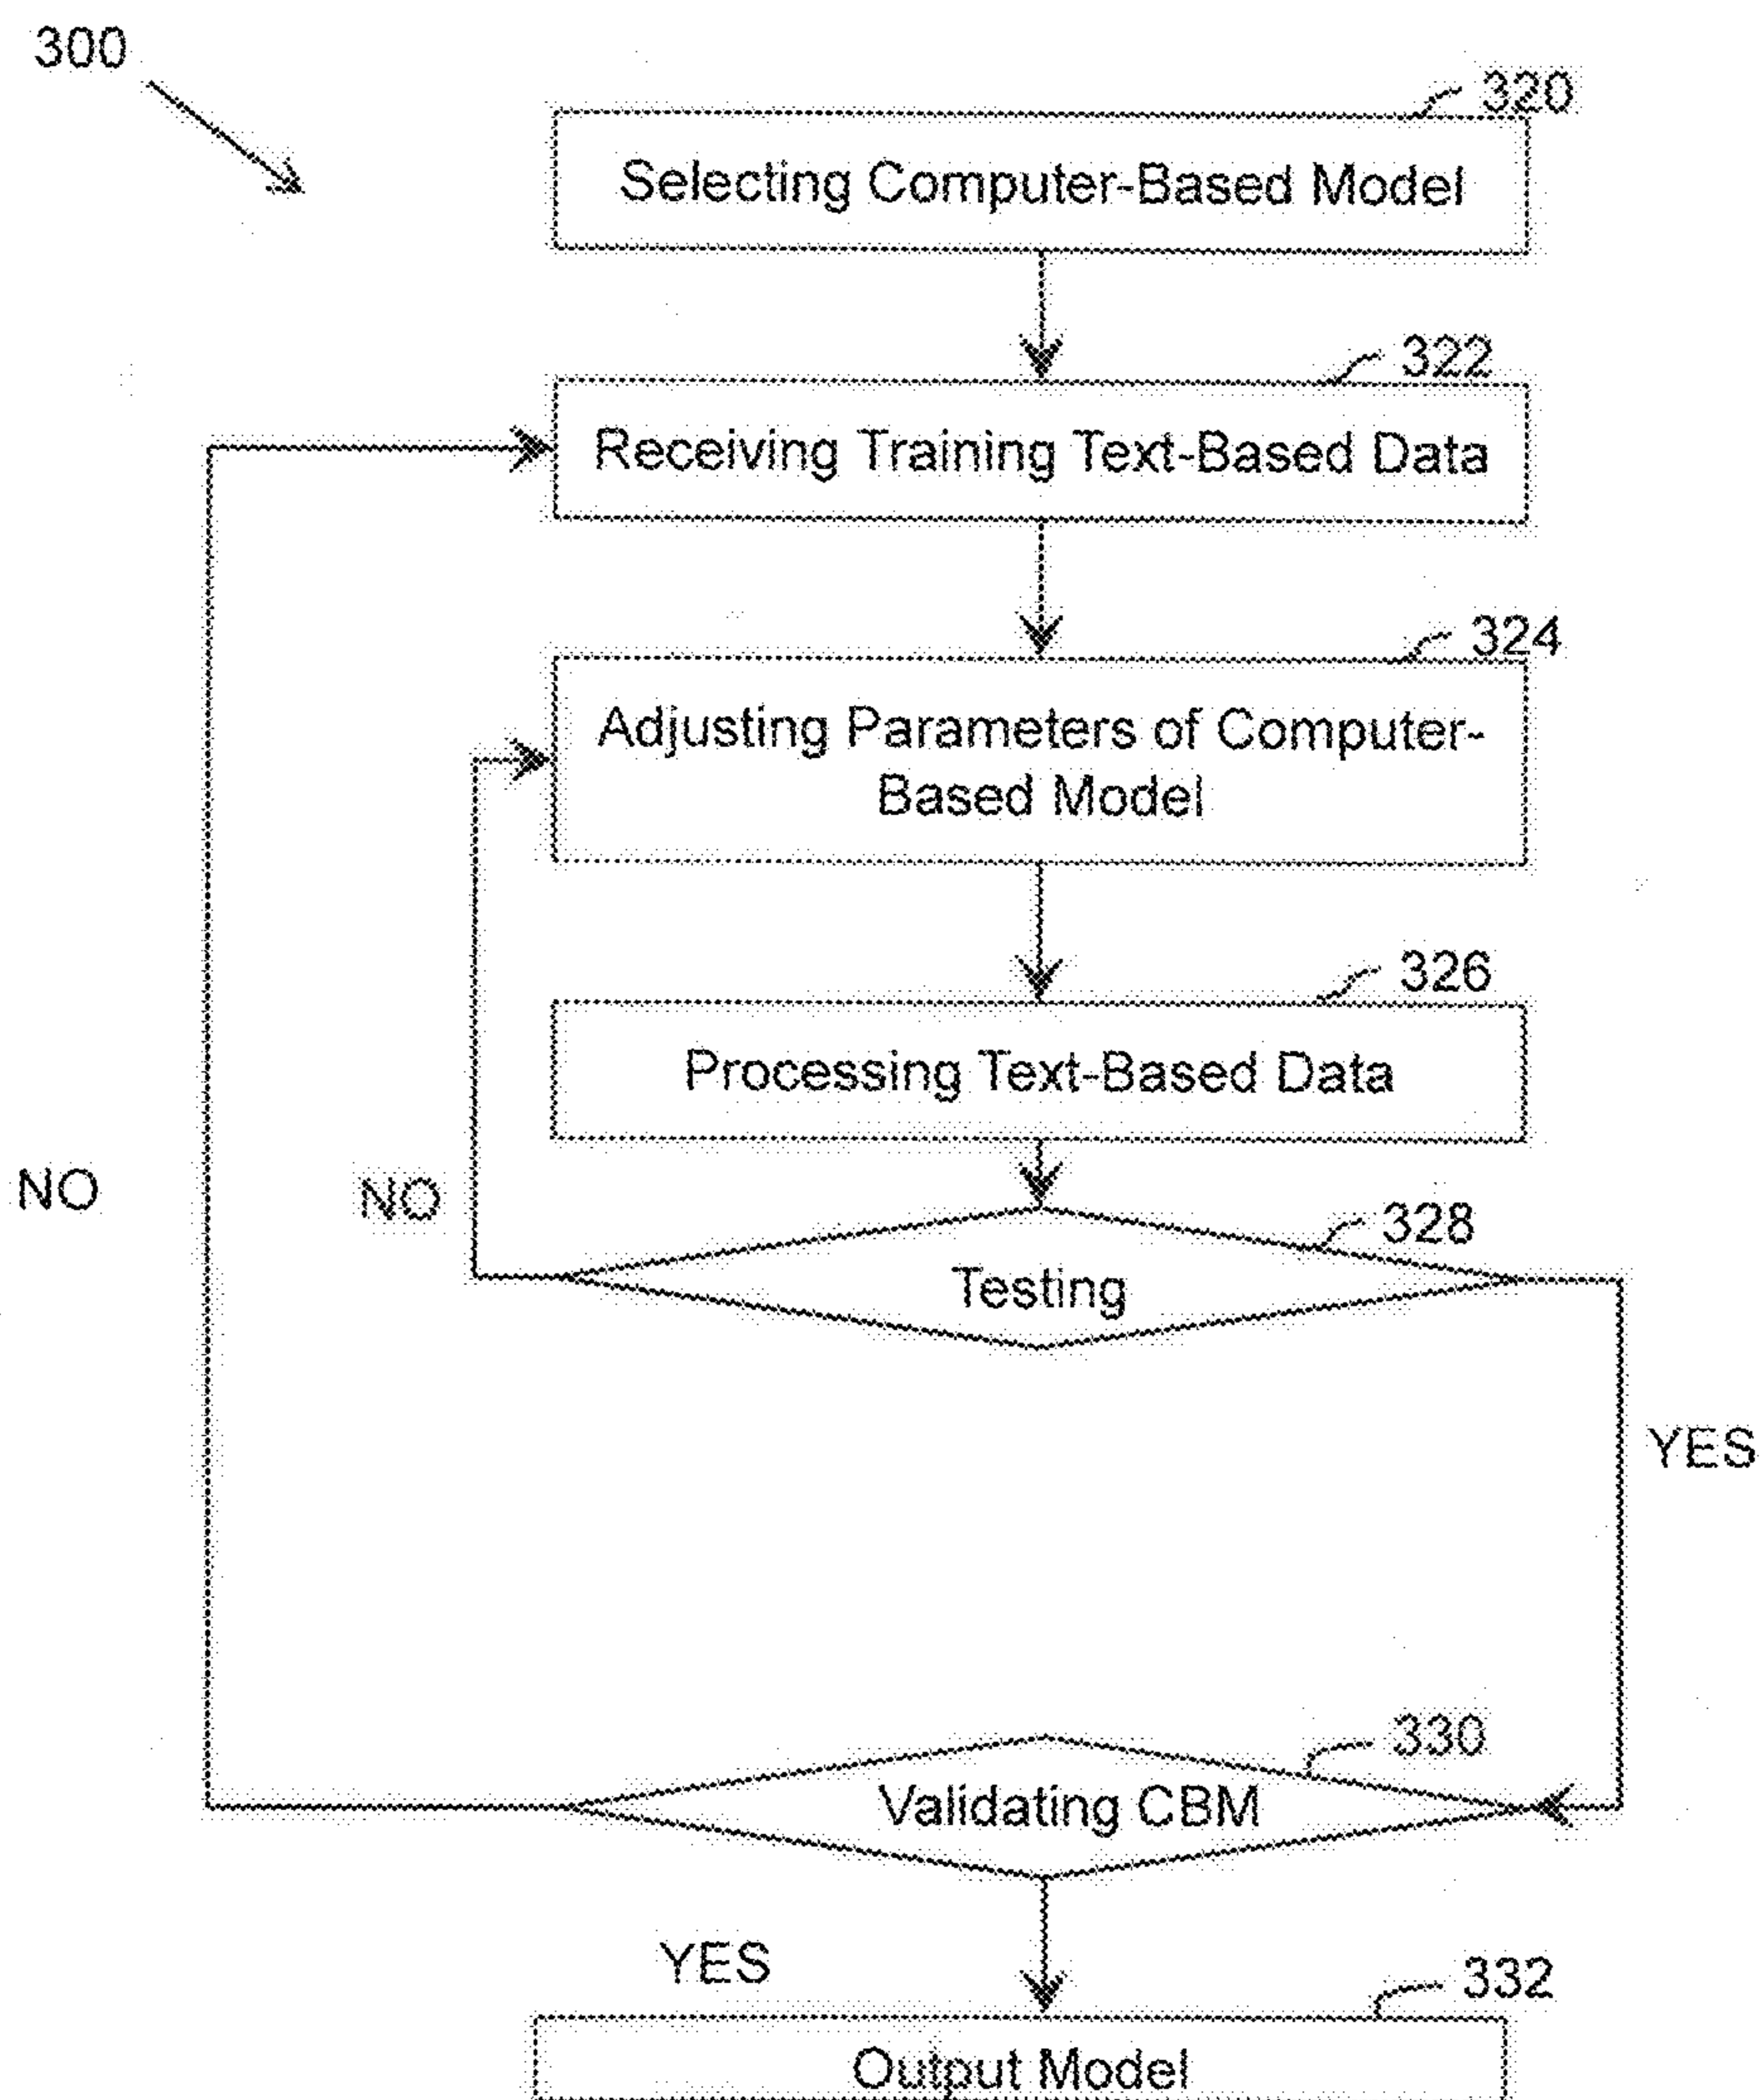 300
320
Selecting Computer-Based Model
322
Receiving Training Text-Based Data
324
Adjusting Parameters of Computer-
Based Model
326
Processing Text-Based Data
NO
NO
328
Testing
YES
330
Validating CBM
YES
332
Output Model